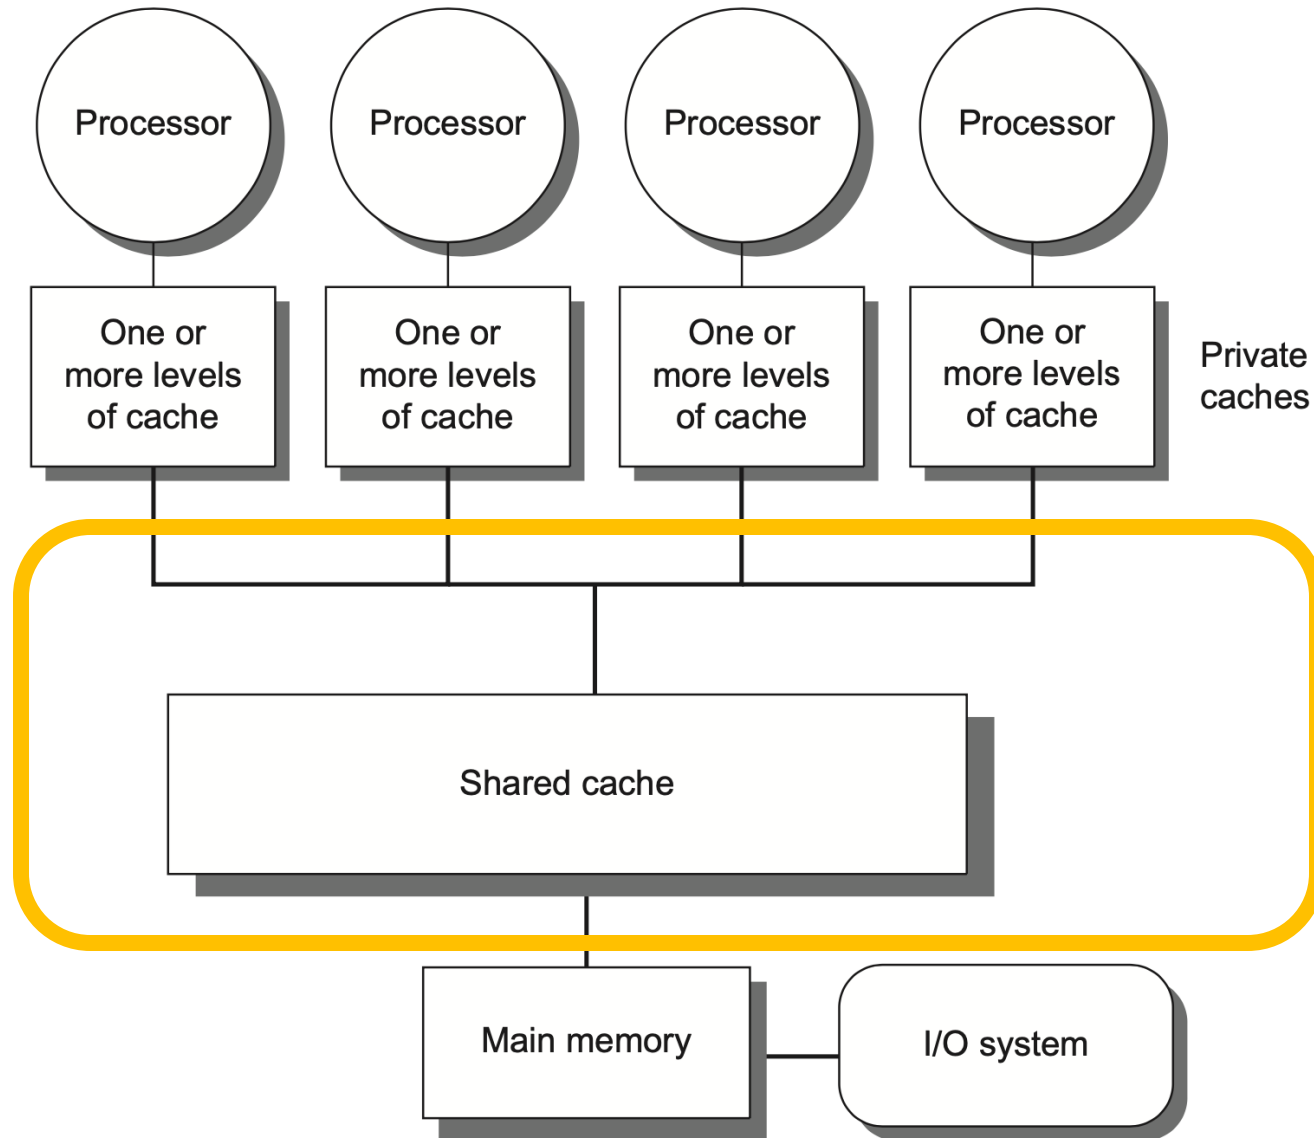 Processor
Processor
Processor
Processor
One or
more levels
of cache
One or
more levels
of cache
One or
more levels
of cache
One or
more levels
of cache
Private
caches
Shared cache
Main memory
I/O system